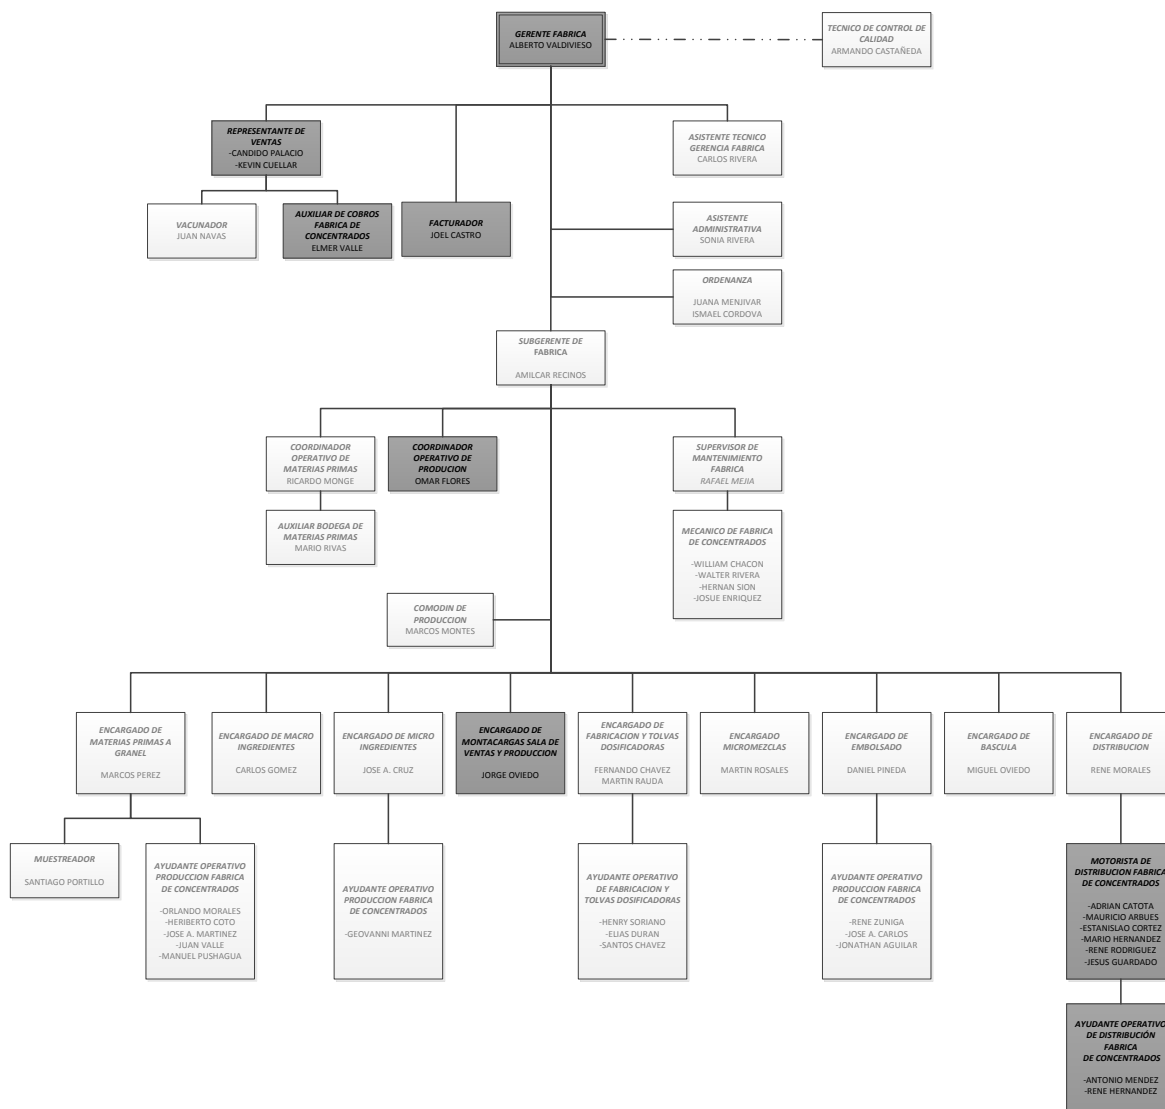 GERENTE FABRICA
ALBERTO VALDIVIESO
TECNICO DE CONTROL DE
CALIDAD
ARMANDO CASTAÑEDA
REPRESENTANTE DE
VENTAS
-CANDIDO PALACIO
-KEVIN CUELLAR
ASISTENTE TECNICO
GERENCIA FABRICA
CARLOS RIVERA
VACUNADOR
JUAN NAVAS
AUXILIAR DE COBROS
FABRICA DE
CONCENTRADOS
ELMER VALLE
FACTURADOR
JOEL CASTRO
ASISTENTE
ADMINISTRATIVA
SONIA RIVERA
ORDENANZA
JUANA MENJIVAR
ISMAEL CORDOVA
SUBGERENTE DE
FABRICA
AMILCAR RECINOS
COORDINADOR
OPERATIVO DE
MATERIAS PRIMAS
RICARDO MONGE
COORDINADOR
OPERATIVO DE
PRODUCION
OMAR FLORES
SUPERVISOR DE
MANTENIMIENTO
FABRICA
RAFAEL MEJIA
AUXILIAR BODEGA DE
MATERIAS PRIMAS
MARIO RIVAS
MECANICO DE FABRICA
DE CONCENTRADOS
-WILLIAM CHACON
-WALTER RIVERA
-HERNAN SION
-JOSUE ENRIQUEZ
COMODIN DE
PRODUCCION
MARCOS MONTES
ENCARGADO DE
MATERIAS PRIMAS A
GRANEL
MARCOS PEREZ
ENCARGADO DE MACRO
INGREDIENTES
CARLOS GOMEZ
ENCARGADO DE MICRO
INGREDIENTES
JOSE A. CRUZ
ENCARGADO DE
MONTACARGAS SALA DE
VENTAS Y PRODUCCION
JORGE OVIEDO
ENCARGADO DE
FABRICACION Y TOLVAS
DOSIFICADORAS
FERNANDO CHAVEZ
MARTIN RAUDA
ENCARGADO
MICROMEZCLAS
MARTIN ROSALES
ENCARGADO DE
EMBOLSADO
DANIEL PINEDA
ENCARGADO DE
BASCULA
MIGUEL OVIEDO
ENCARGADO DE
DISTRIBUCION
RENE MORALES
MUESTREADOR
SANTIAGO PORTILLO
AYUDANTE OPERATIVO
PRODUCCION FABRICA
DE CONCENTRADOS
-ORLANDO MORALES
-HERIBERTO COTO
-JOSE A. MARTINEZ
-JUAN VALLE
-MANUEL PUSHAGUA
AYUDANTE OPERATIVO
PRODUCCION FABRICA
DE CONCENTRADOS
-GEOVANNI MARTINEZ
AYUDANTE OPERATIVO
DE FABRICACION Y
TOLVAS DOSIFICADORAS
-HENRY SORIANO
-ELIAS DURAN
-SANTOS CHAVEZ
AYUDANTE OPERATIVO
PRODUCCION FABRICA
DE CONCENTRADOS
-RENE ZUNIGA
-JOSE A. CARLOS
-JONATHAN AGUILAR
MOTORISTA DE
DISTRIBUCION FABRICA
DE CONCENTRADOS
-ADRIAN CATOTA
-MAURICIO ARBUES
-ESTANISLAO CORTEZ
-MARIO HERNANDEZ
-RENE RODRIGUEZ
-JESUS GUARDADO
AYUDANTE OPERATIVO
DE DISTRIBUCIÓN
FABRICA
DE CONCENTRADOS
-ANTONIO MENDEZ
-RENE HERNANDEZ